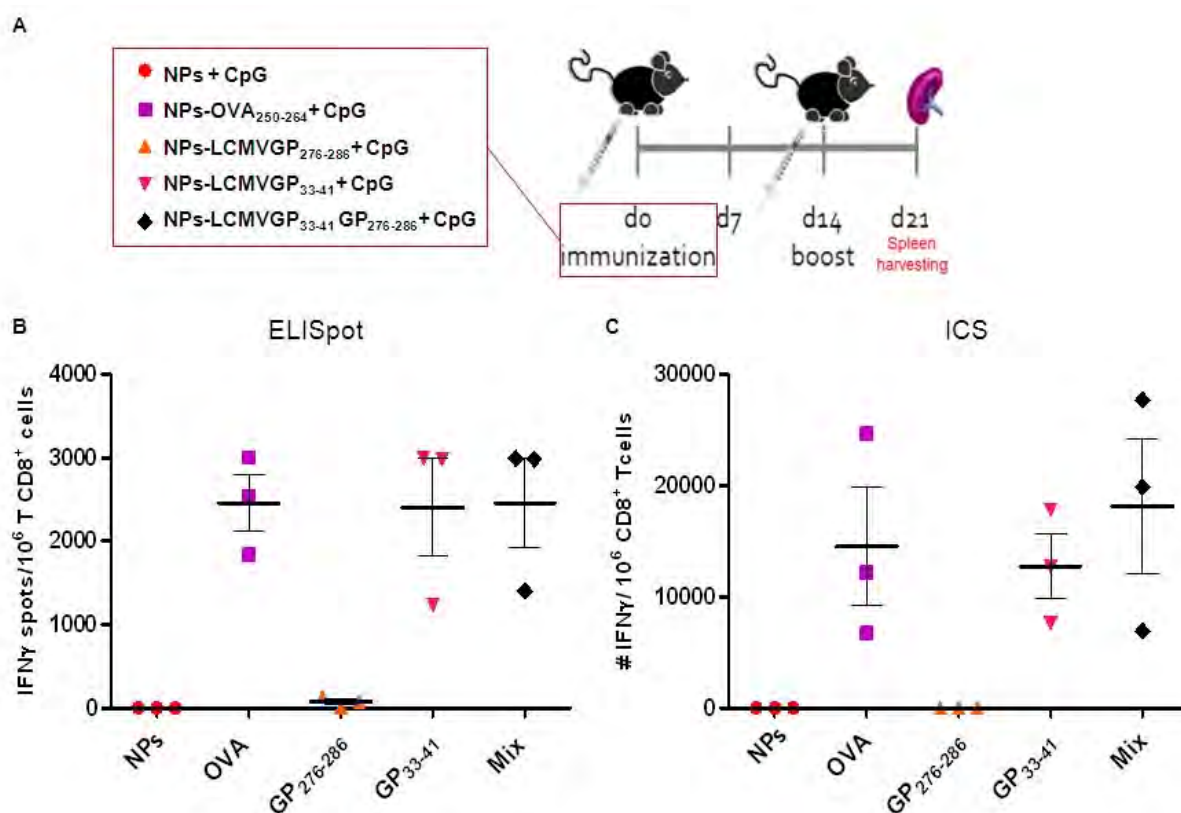 A
NPs + CpG
NPs-OVA₂₅₀₋₂₆₄ + CpG
NPs-LCMVGP₂₇₆₋₂₈₆ + CpG
NPs-LCMVGP₃₃₋₄₁ + CpG
NPs-LCMVGP₃₃₋₄₁ GP₂₇₆₋₂₈₆ + CpG
d0 d7 d14 d21
immunization boost Spleen
harvesting
B ELISpot
IFNγ spots/10⁶ T CD8⁺ cells
4000
3000
2000
1000
0
NPs OVA GP₂₇₆₋₂₈₆ GP₃₃₋₄₁ Mix
C ICS
#IFNγ/ 10⁶ CD8⁺ Tcells
30000
20000
10000
0
NPs OVA GP₂₇₆₋₂₈₆ GP₃₃₋₄₁ Mix